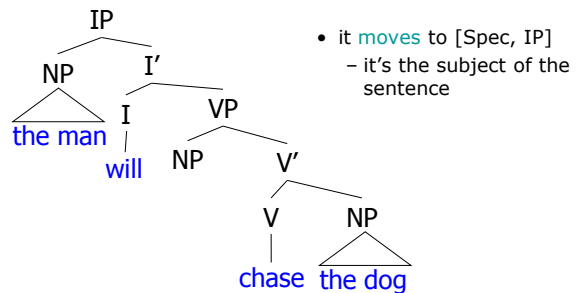 IP
NP I’
the man I VP
will NP V’
V NP
chase the dog
• it moves to [Spec, IP]
– it’s the subject of the
sentence